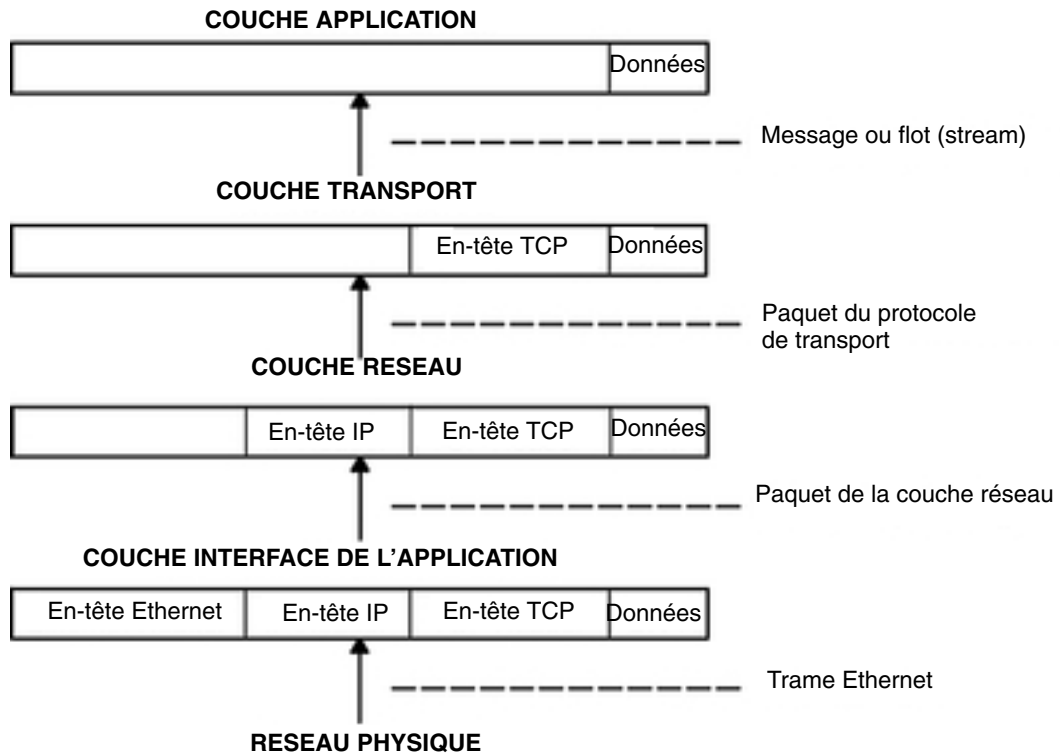 COUCHE APPLICATION
Données
Message ou flot (stream)
COUCHE TRANSPORT
En-tête TCP Données
Paquet du protocole
de transport
COUCHE RESEAU
En-tête IP En-tête TCP Données
Paquet de la couche réseau
COUCHE INTERFACE DE L'APPLICATION
En-tête Ethernet En-tête IP En-tête TCP Données
Trame Ethernet
RESEAU PHYSIQUE